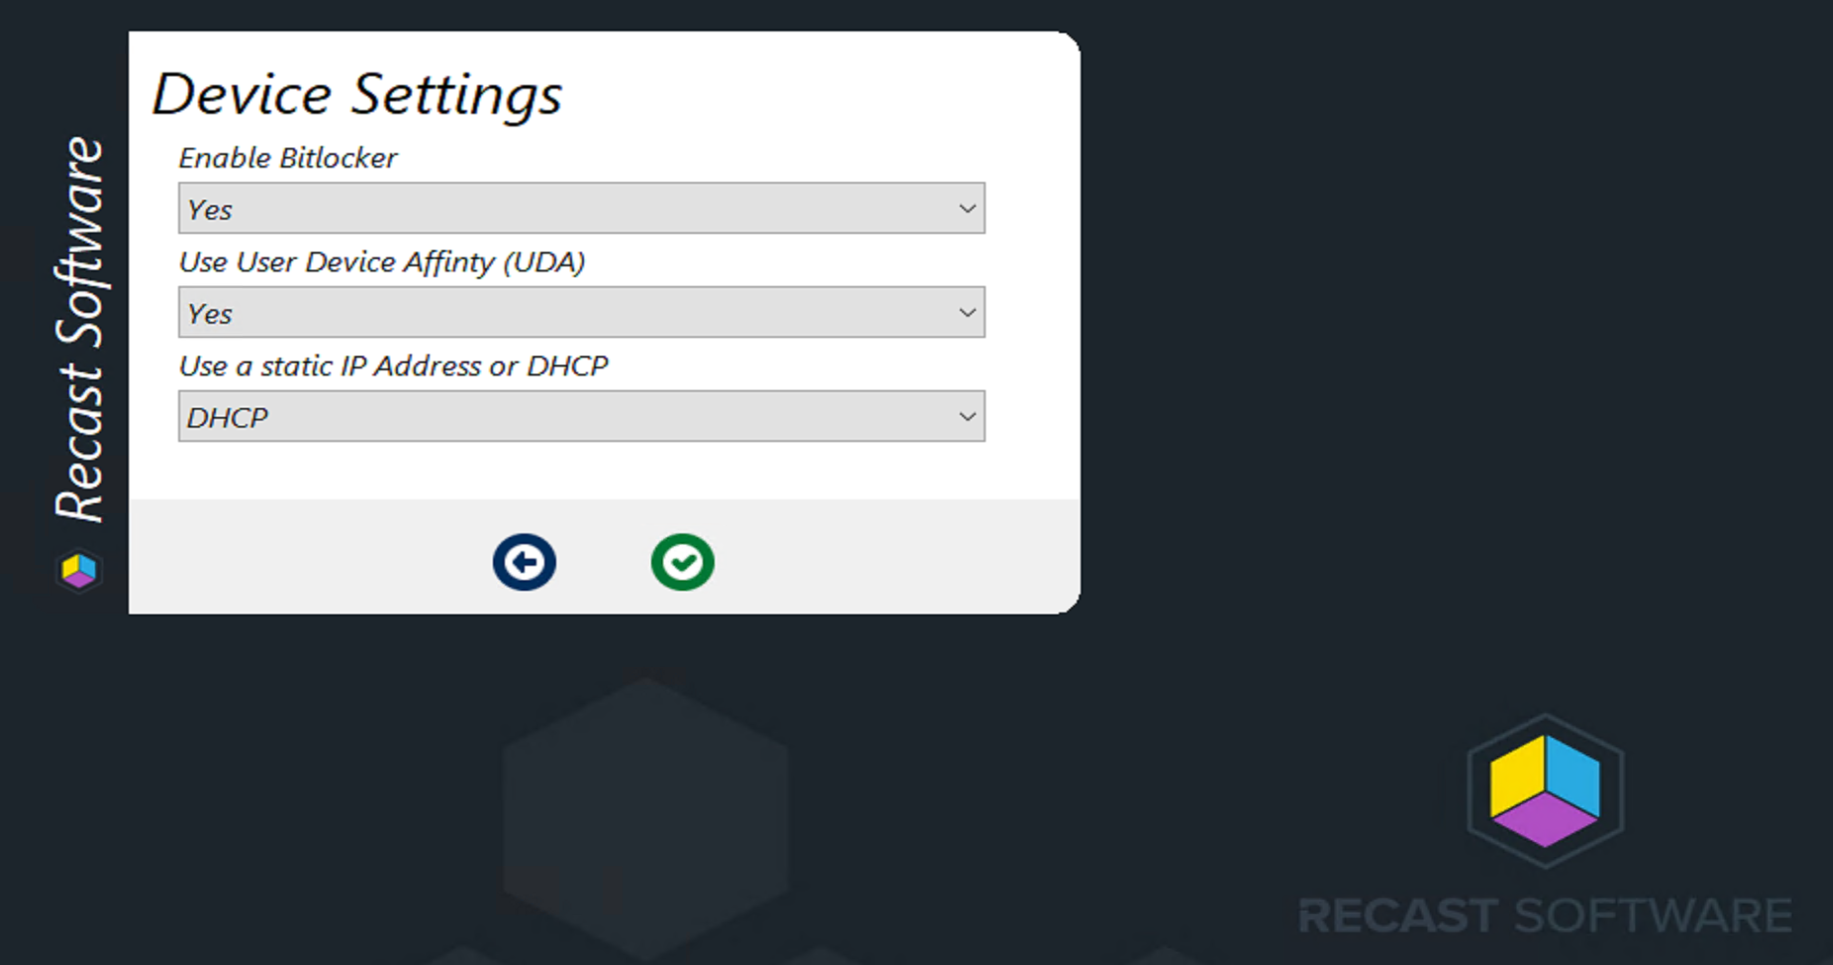 Recast Software
Device Settings
Enable Bitlocker
Yes
Use User Device Affinty (UDA)
Yes
Use a static IP Address or DHCP
DHCP
RECAST SOFTWARE